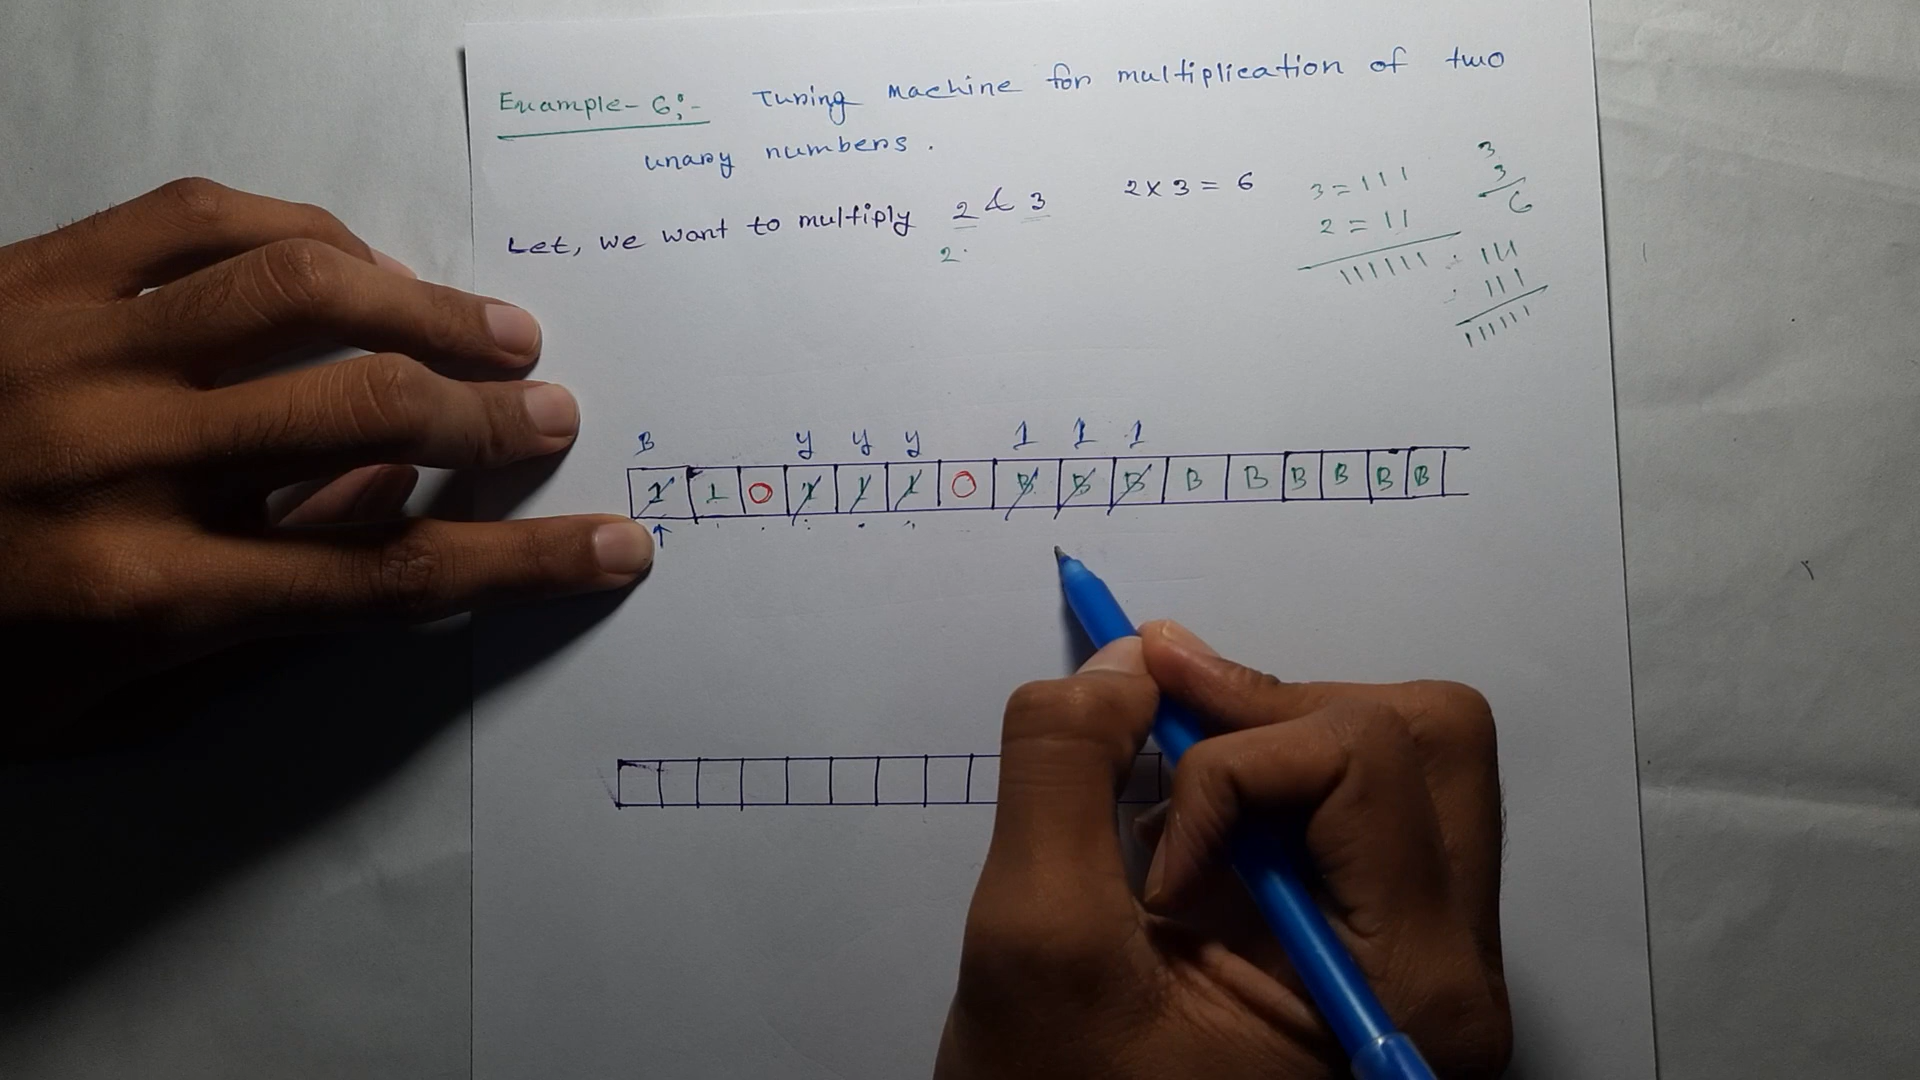 Example-6:- Turing Machine for multiplication of two
unary numbers.
Let, we want to multiply 2 & 3
2 x 3 = 6
2.
3 = 111
2 = 11
111111
3
3
6
111
111
111111
B y y y 1 1 1
1 1 0 1 1 1 0 B B B B B B B B B